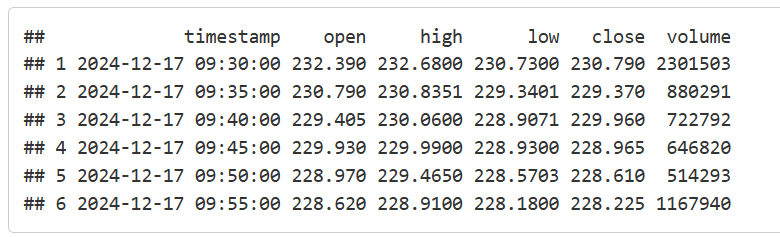 ##             timestamp    open     high      low   close  volume
## 1 2024-12-17 09:30:00 232.390 232.6800 230.7300 230.790 2301503
## 2 2024-12-17 09:35:00 230.790 230.8351 229.3401 229.370  880291
## 3 2024-12-17 09:40:00 229.405 230.0600 228.9071 229.960  722792
## 4 2024-12-17 09:45:00 229.930 229.9900 228.9300 228.965  646820
## 5 2024-12-17 09:50:00 228.970 229.4650 228.5703 228.610  514293
## 6 2024-12-17 09:55:00 228.620 228.9100 228.1800 228.225 1167940